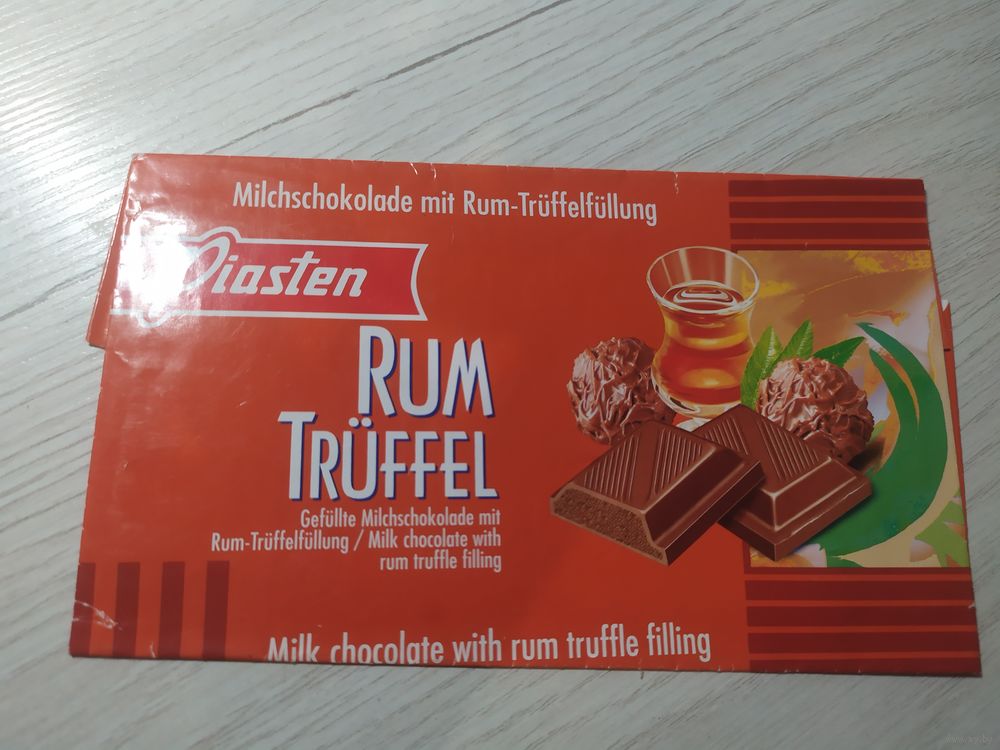 Milchschokolade mit Rum-Trüffelfüllung
Piasten
RUM
TRÜFFEL
Gefüllte Milchschokolade mit
Rum-Trüffelfüllung / Milk chocolate with
rum truffle filling
Milk chocolate with rum truffle filling